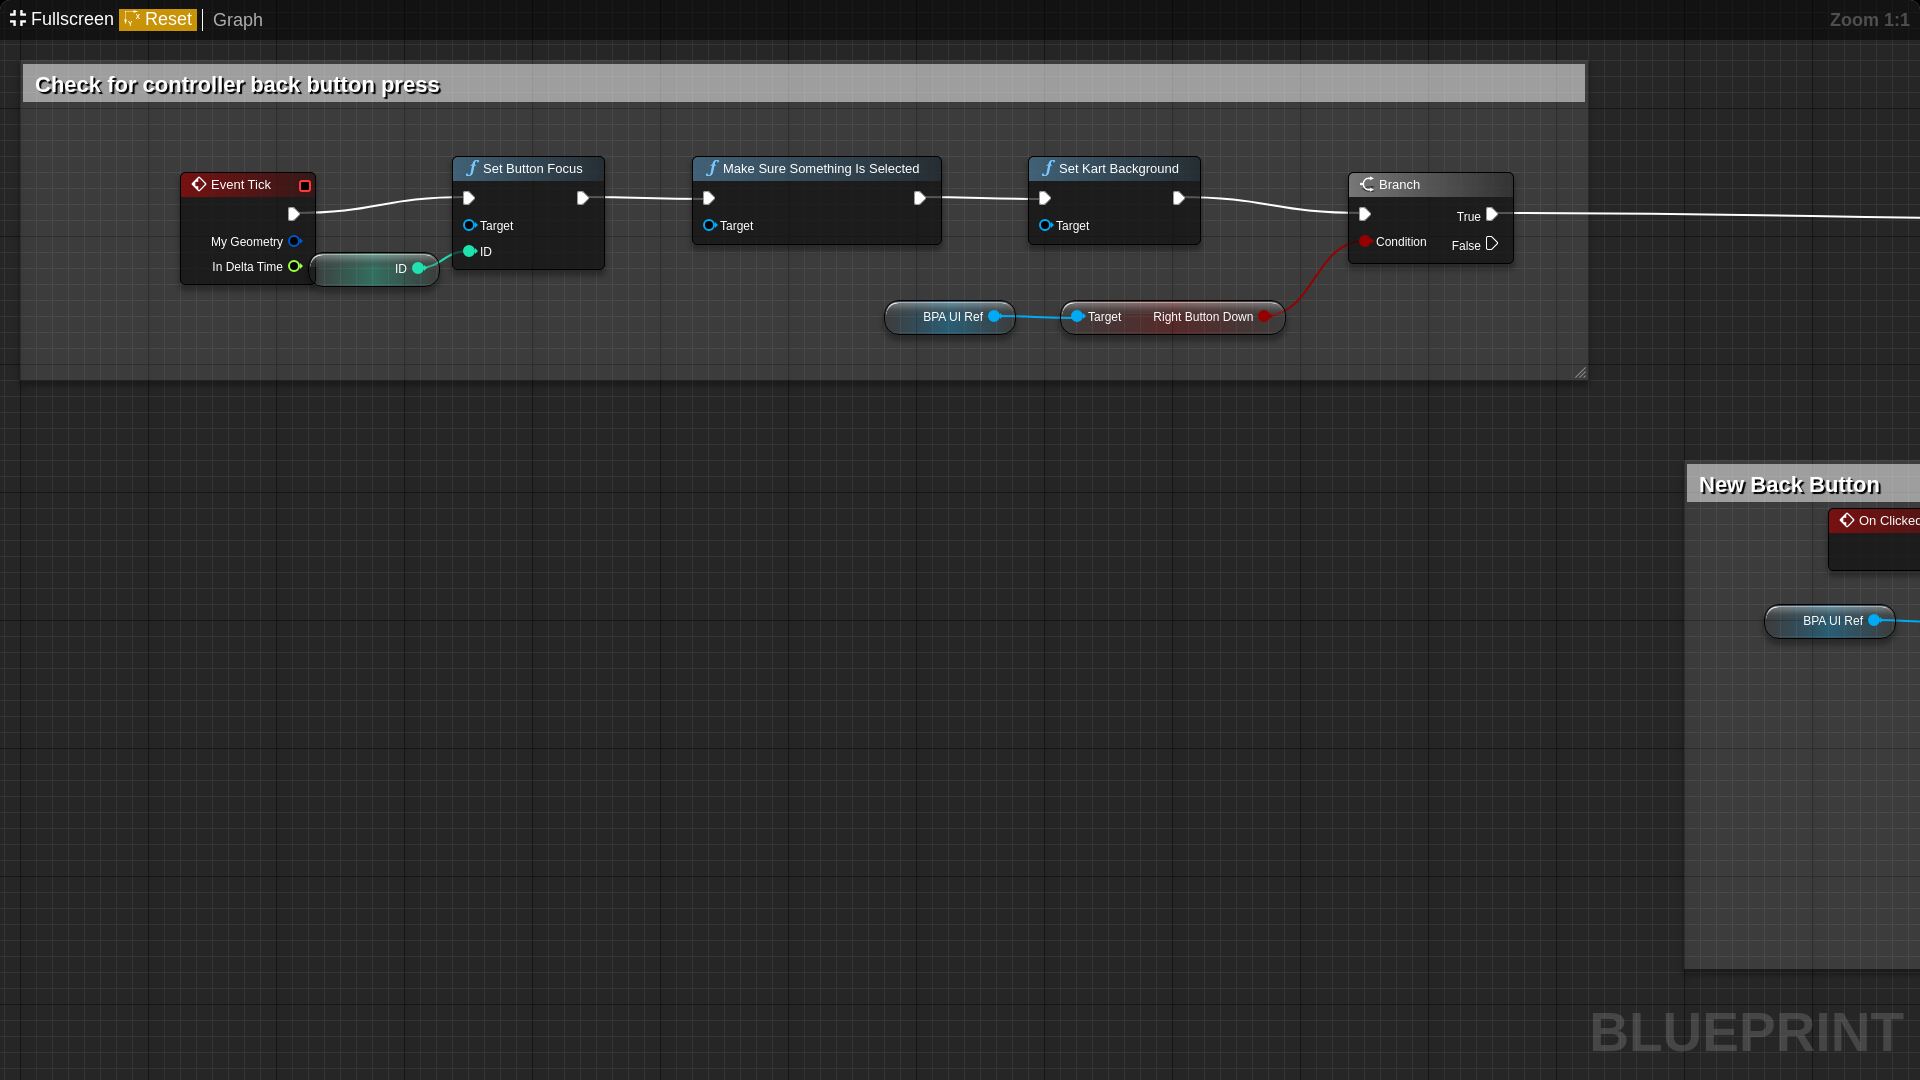 Fullscreen Reset Graph Zoom 1:1
Check for controller back button press
Event Tick
My Geometry
In Delta Time
ID
Set Button Focus
Target
ID
Make Sure Something Is Selected
Target
Set Kart Background
Target
Branch
True
Condition
False
BPA UI Ref
Target Right Button Down
New Back Button
On Clicked
BPA UI Ref
BLUEPRINT